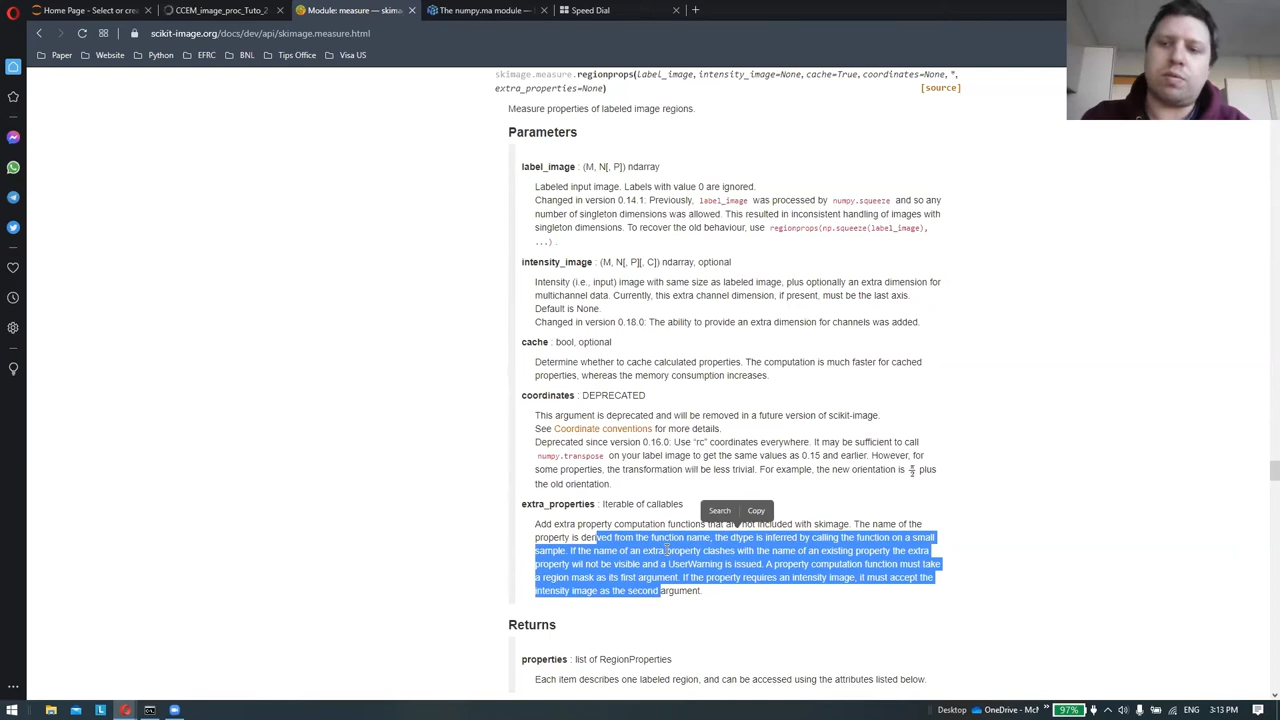 Home Page - Select or cre
CCEM_image_proc_Tuto_2
Module: measure — skima
The numpy.ma module —
Speed Dial
scikit-image.org/docs/dev/api/skimage.measure.html
Paper
Website
Python
EFRC
BNL
Tips Office
Visa US
skimage.measure.regionprops(label_image, intensity_image=None, cache=True, coordinates=None, *,
extra_properties=None)
[source]
Measure properties of labeled image regions.
Parameters
label_image : (M, N[, P]) ndarray
Labeled input image. Labels with value 0 are ignored.
Changed in version 0.14.1: Previously, label_image was processed by numpy.squeeze and so any
number of singleton dimensions was allowed. This resulted in inconsistent handling of images with
singleton dimensions. To recover the old behaviour, use regionprops(np.squeeze(label_image),
...) .
intensity_image : (M, N[, P][, C]) ndarray, optional
Intensity (i.e., input) image with same size as labeled image, plus optionally an extra dimension for
multichannel data. Currently, this extra channel dimension, if present, must be the last axis.
Default is None.
Changed in version 0.18.0: The ability to provide an extra dimension for channels was added.
cache : bool, optional
Determine whether to cache calculated properties. The computation is much faster for cached
properties, whereas the memory consumption increases.
coordinates : DEPRECATED
This argument is deprecated and will be removed in a future version of scikit-image.
See Coordinate conventions for more details.
Deprecated since version 0.16.0: Use “rc” coordinates everywhere. It may be sufficient to call
numpy.transpose on your label image to get the same values as 0.15 and earlier. However, for
some properties, the transformation will be less trivial. For example, the new orientation is π/2 plus
the old orientation.
extra_properties : Iterable of callables
Search
Copy
Add extra property computation functions that are not included with skimage. The name of the
property is derived from the function name, the dtype is inferred by calling the function on a small
sample. If the name of an extra property clashes with the name of an existing property the extra
property wil not be visible and a UserWarning is issued. A property computation function must take
a region mask as its first argument. If the property requires an intensity image, it must accept the
intensity image as the second argument.
Returns
properties : list of RegionProperties
Each item describes one labeled region, and can be accessed using the attributes listed below.
Desktop
OneDrive - McM
97%
3:13 PM